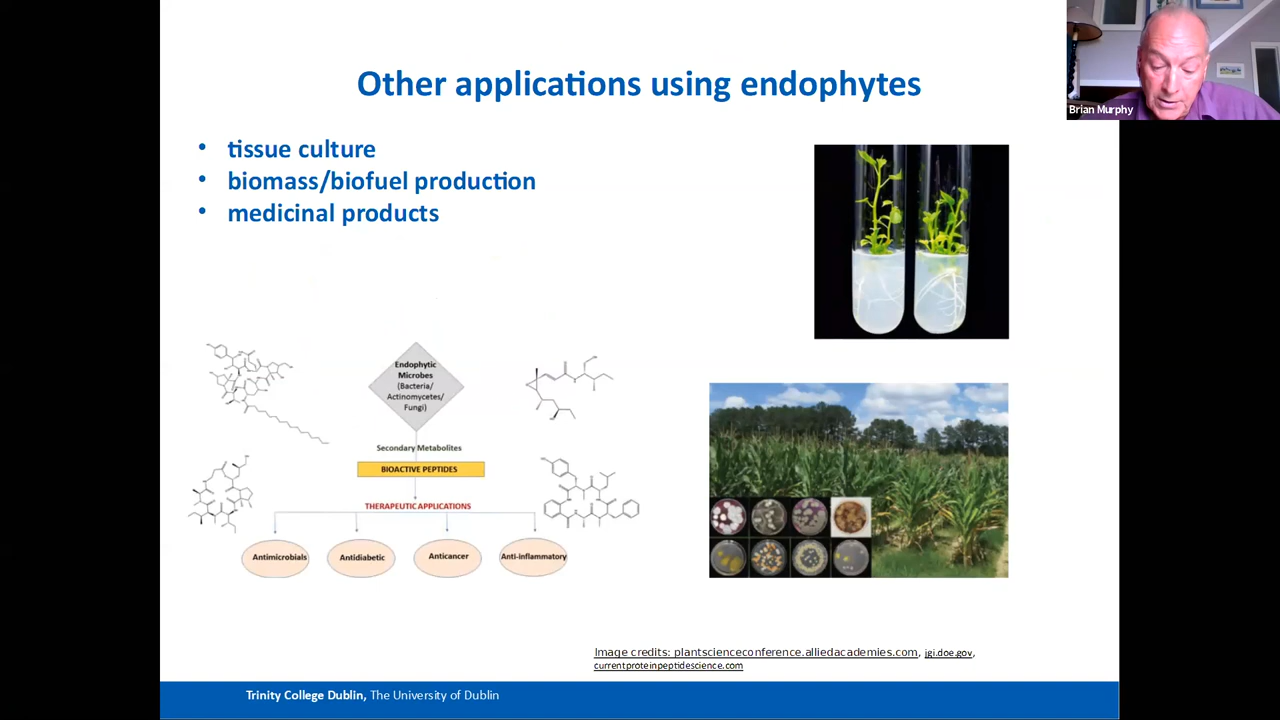 Other applications using endophytes
• tissue culture
• biomass/biofuel production
• medicinal products
Brian Murphy
Endophytic
Microbes
(Bacteria/
Actinomycetes/
Fungi)
Secondary Metabolites
BIOACTIVE PEPTIDES
THERAPEUTIC APPLICATIONS
Antimicrobials
Antidiabetic
Anticancer
Anti-inflammatory
Image credits: plantscienceconference.alliedacademies.com, jgi.doe.gov,
currentproteinpeptidescience.com
Trinity College Dublin, The University of Dublin